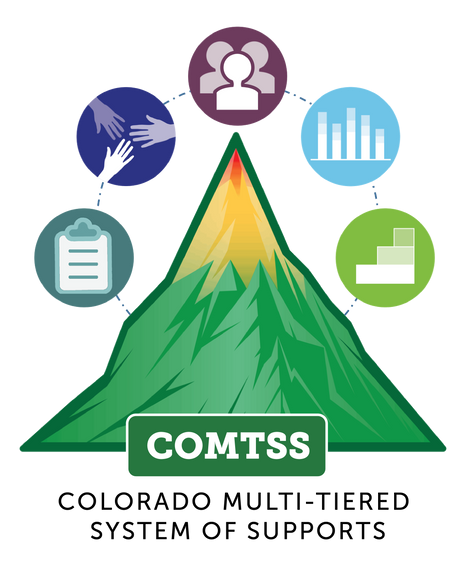 COMTSS
COLORADO MULTI-TIERED
SYSTEM OF SUPPORTS